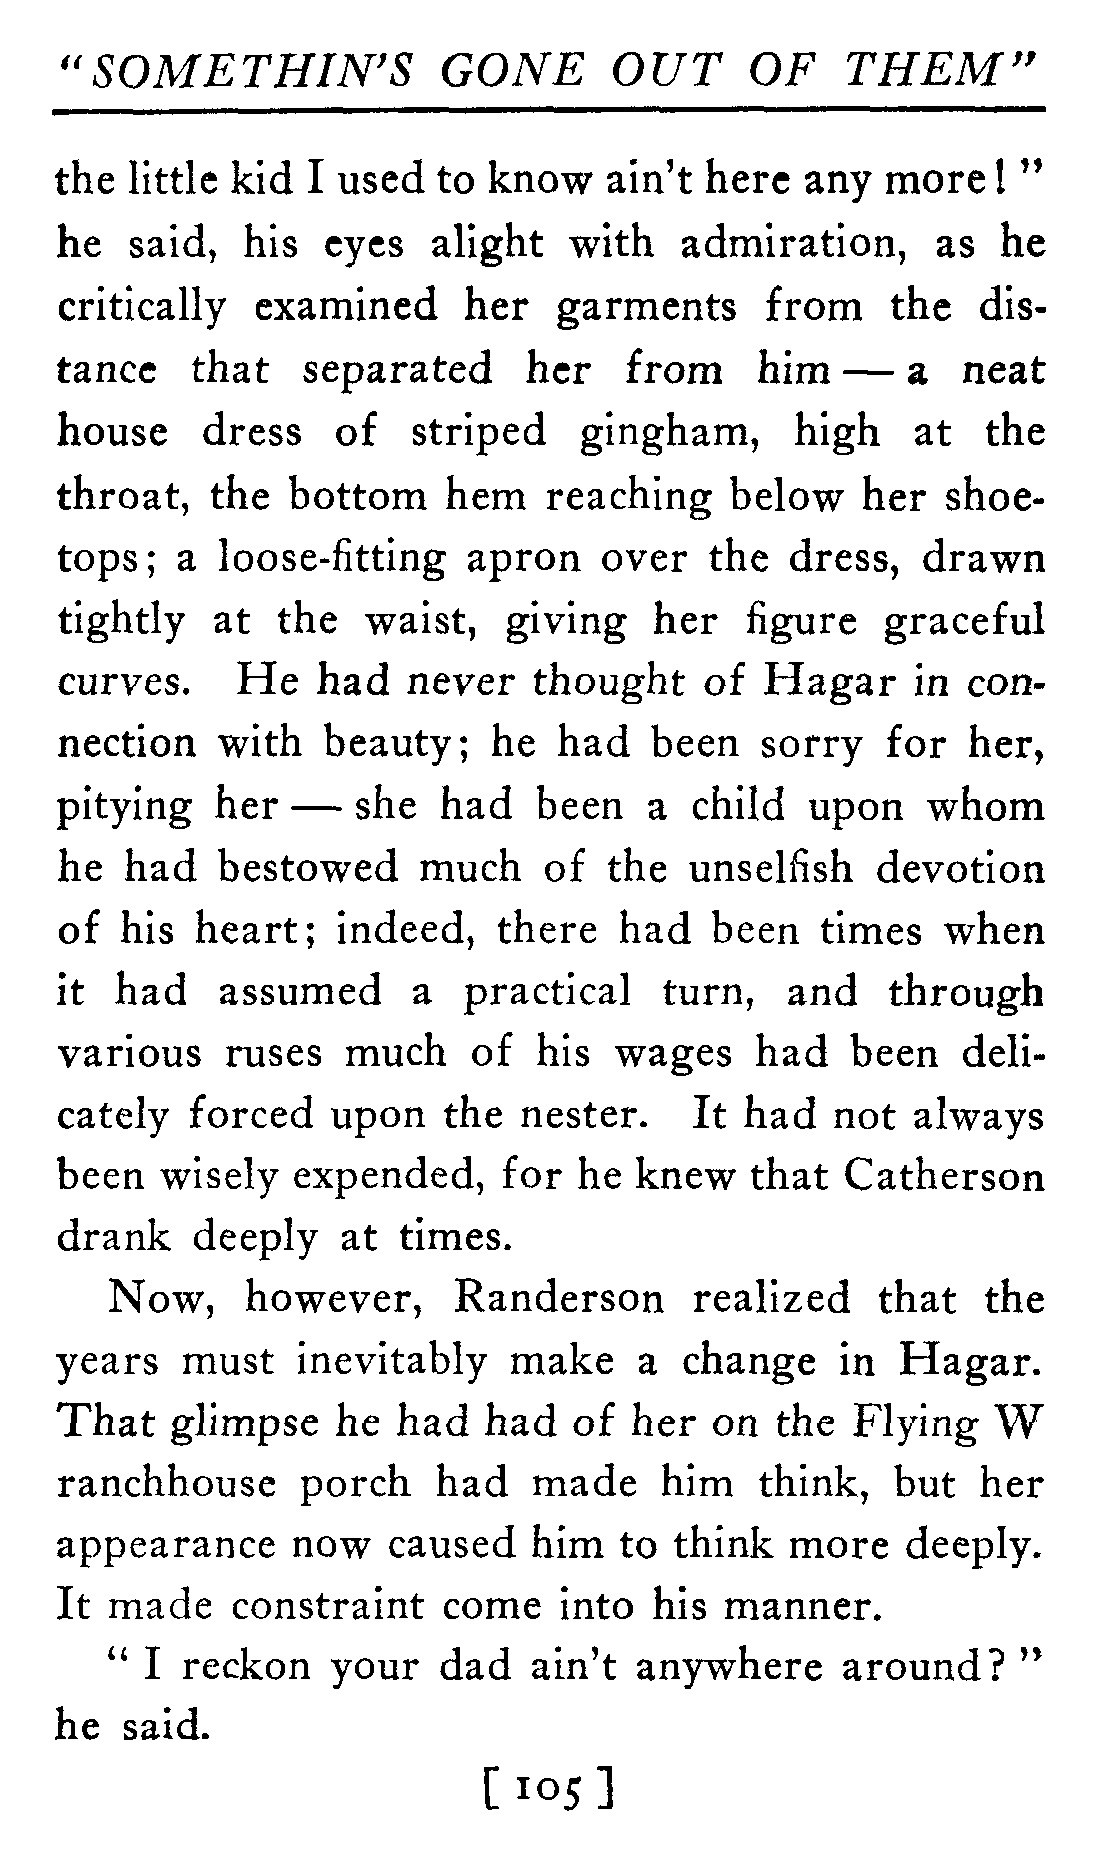 "SOMETHIN'S GONE OUT OF THEM"
the little kid I used to know ain't here any more! "
he said, his eyes alight with admiration, as he
critically examined her garments from the dis-
tance that separated her from him — a neat
house dress of striped gingham, high at the
throat, the bottom hem reaching below her shoe-
tops; a loose-fitting apron over the dress, drawn
tightly at the waist, giving her figure graceful
curves. He had never thought of Hagar in con-
nection with beauty; he had been sorry for her,
pitying her — she had been a child upon whom
he had bestowed much of the unselfish devotion
of his heart; indeed, there had been times when
it had assumed a practical turn, and through
various ruses much of his wages had been deli-
cately forced upon the nester. It had not always
been wisely expended, for he knew that Catherson
drank deeply at times.
Now, however, Randerson realized that the
years must inevitably make a change in Hagar.
That glimpse he had had of her on the Flying W
ranchhouse porch had made him think, but her
appearance now caused him to think more deeply.
It made constraint come into his manner.
" I reckon your dad ain't anywhere around? "
he said.
[ 105 ]